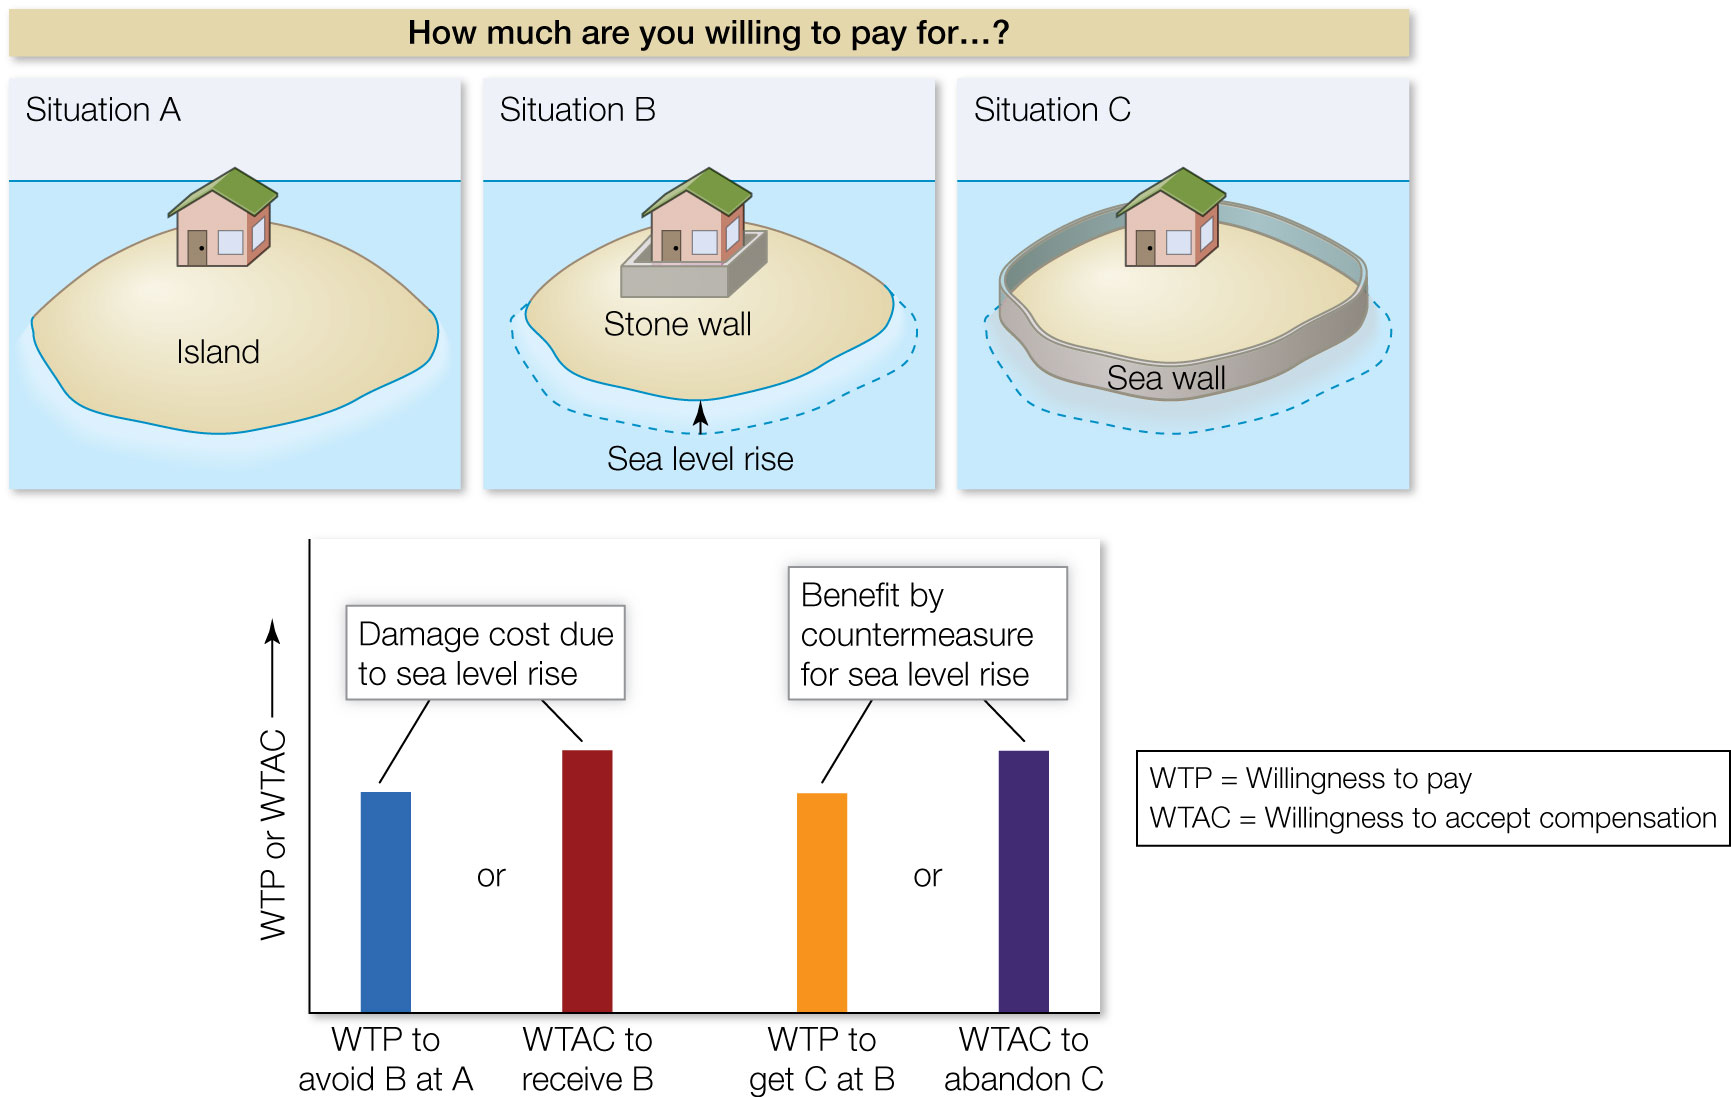 How much are you willing to pay for...?
Situation A
Situation B
Situation C
Island
Stone wall
Sea level rise
Sea wall
WTP or WTAC
Damage cost due
to sea level rise
Benefit by
countermeasure
for sea level rise
or
or
WTP to
avoid B at A
WTAC to
receive B
WTP to
get C at B
WTAC to
abandon C
WTP = Willingness to pay
WTAC = Willingness to accept compensation